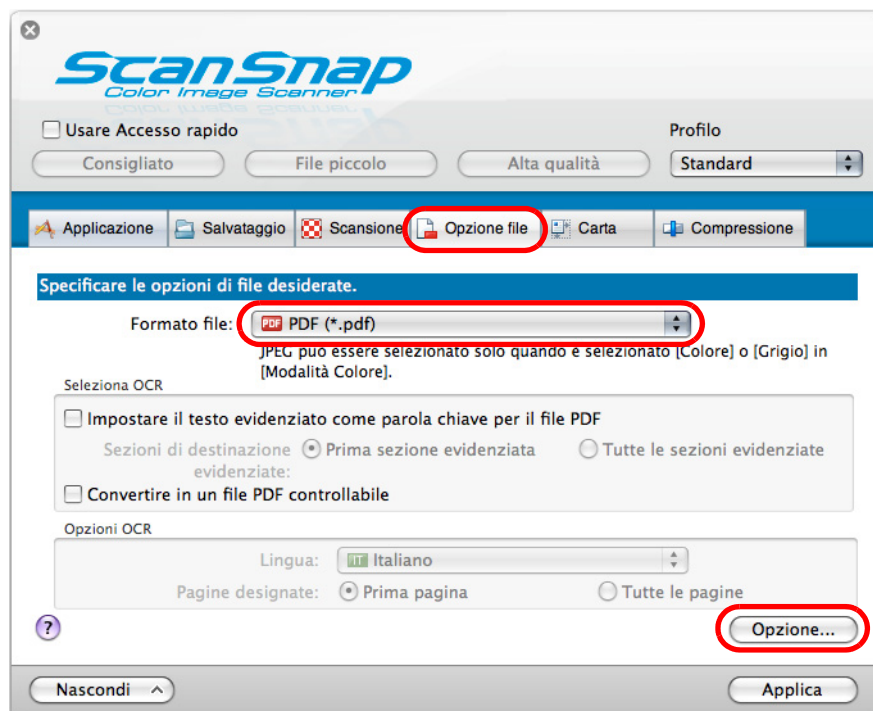 ScanSnap
Color Image Scanner
Usare Accesso rapido
Profilo
Consigliato
File piccolo
Alta qualità
Standard
Applicazione
Salvataggio
Scansione
Opzione file
Carta
Compressione
Specificare le opzioni di file desiderate.
Formato file:
PDF
PDF (*.pdf)
JPEG può essere selezionato solo quando è selezionato [Colore] o [Grigio] in
[Modalità Colore].
Seleziona OCR
Impostare il testo evidenziato come parola chiave per il file PDF
Sezioni di destinazione
evidenziate:
Prima sezione evidenziata
Tutte le sezioni evidenziate
Convertire in un file PDF controllabile
Opzioni OCR
Lingua:
IT
Italiano
Pagine designate:
Prima pagina
Tutte le pagine
?
Opzione...
Nascondi
Applica